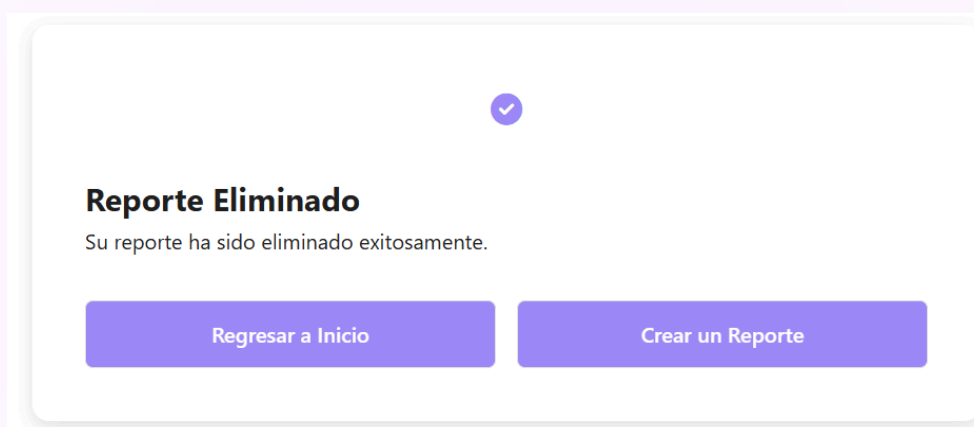 Reporte Eliminado
Su reporte ha sido eliminado exitosamente.
Regresar a Inicio
Crear un Reporte